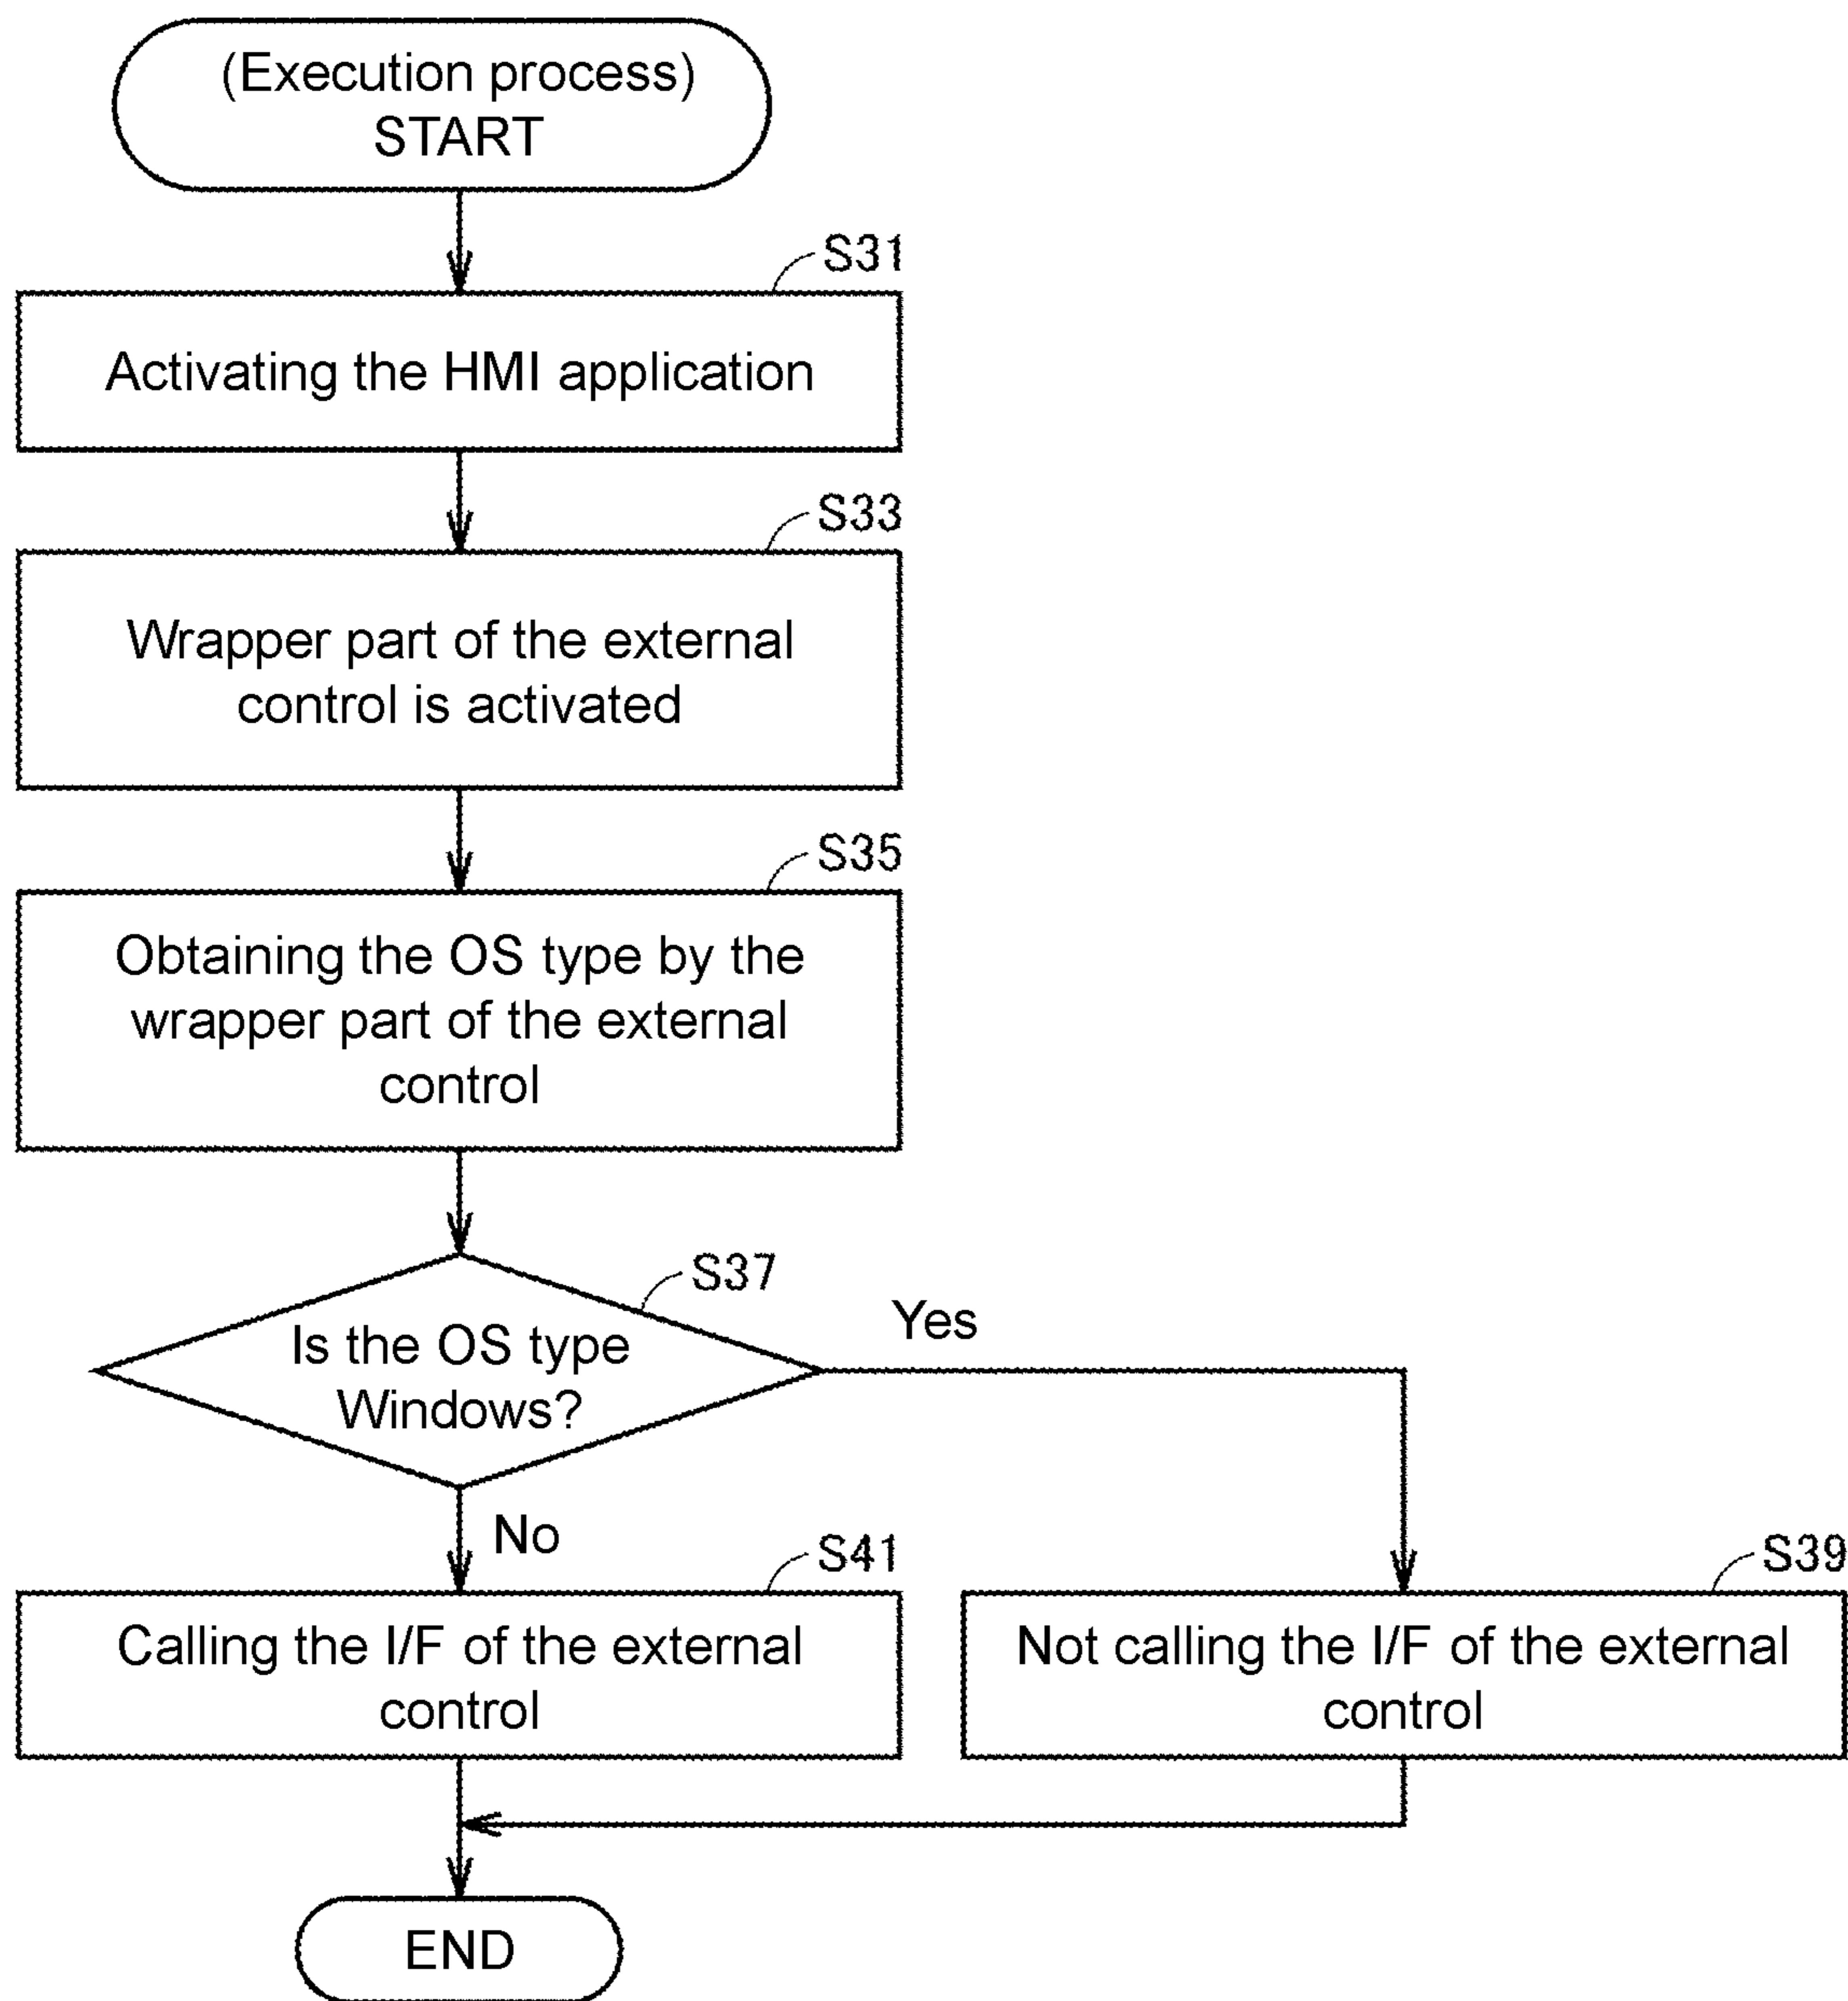 (Execution process)
START
S31
Activating the HMI application
S33
Wrapper part of the external
control is activated
S35
Obtaining the OS type by the
wrapper part of the external
control
S37
Is the OS type
Windows?
Yes
No
S41
Calling the I/F of the external
control
S39
Not calling the I/F of the external
control
END